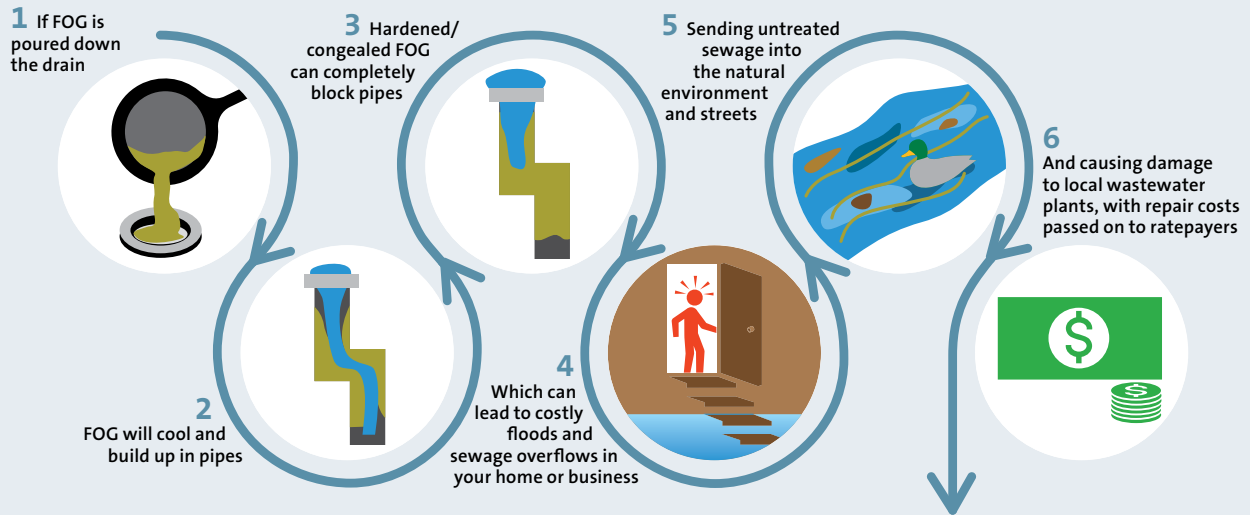 1 If FOG is
poured down
the drain
2
FOG will cool and
build up in pipes
3 Hardened/
congealed FOG
can completely
block pipes
4
Which can
lead to costly
floods and
sewage overflows in
your home or business
5 Sending untreated
sewage into
the natural
environment
and streets
6
And causing damage
to local wastewater
plants, with repair costs
passed on to ratepayers
$
$